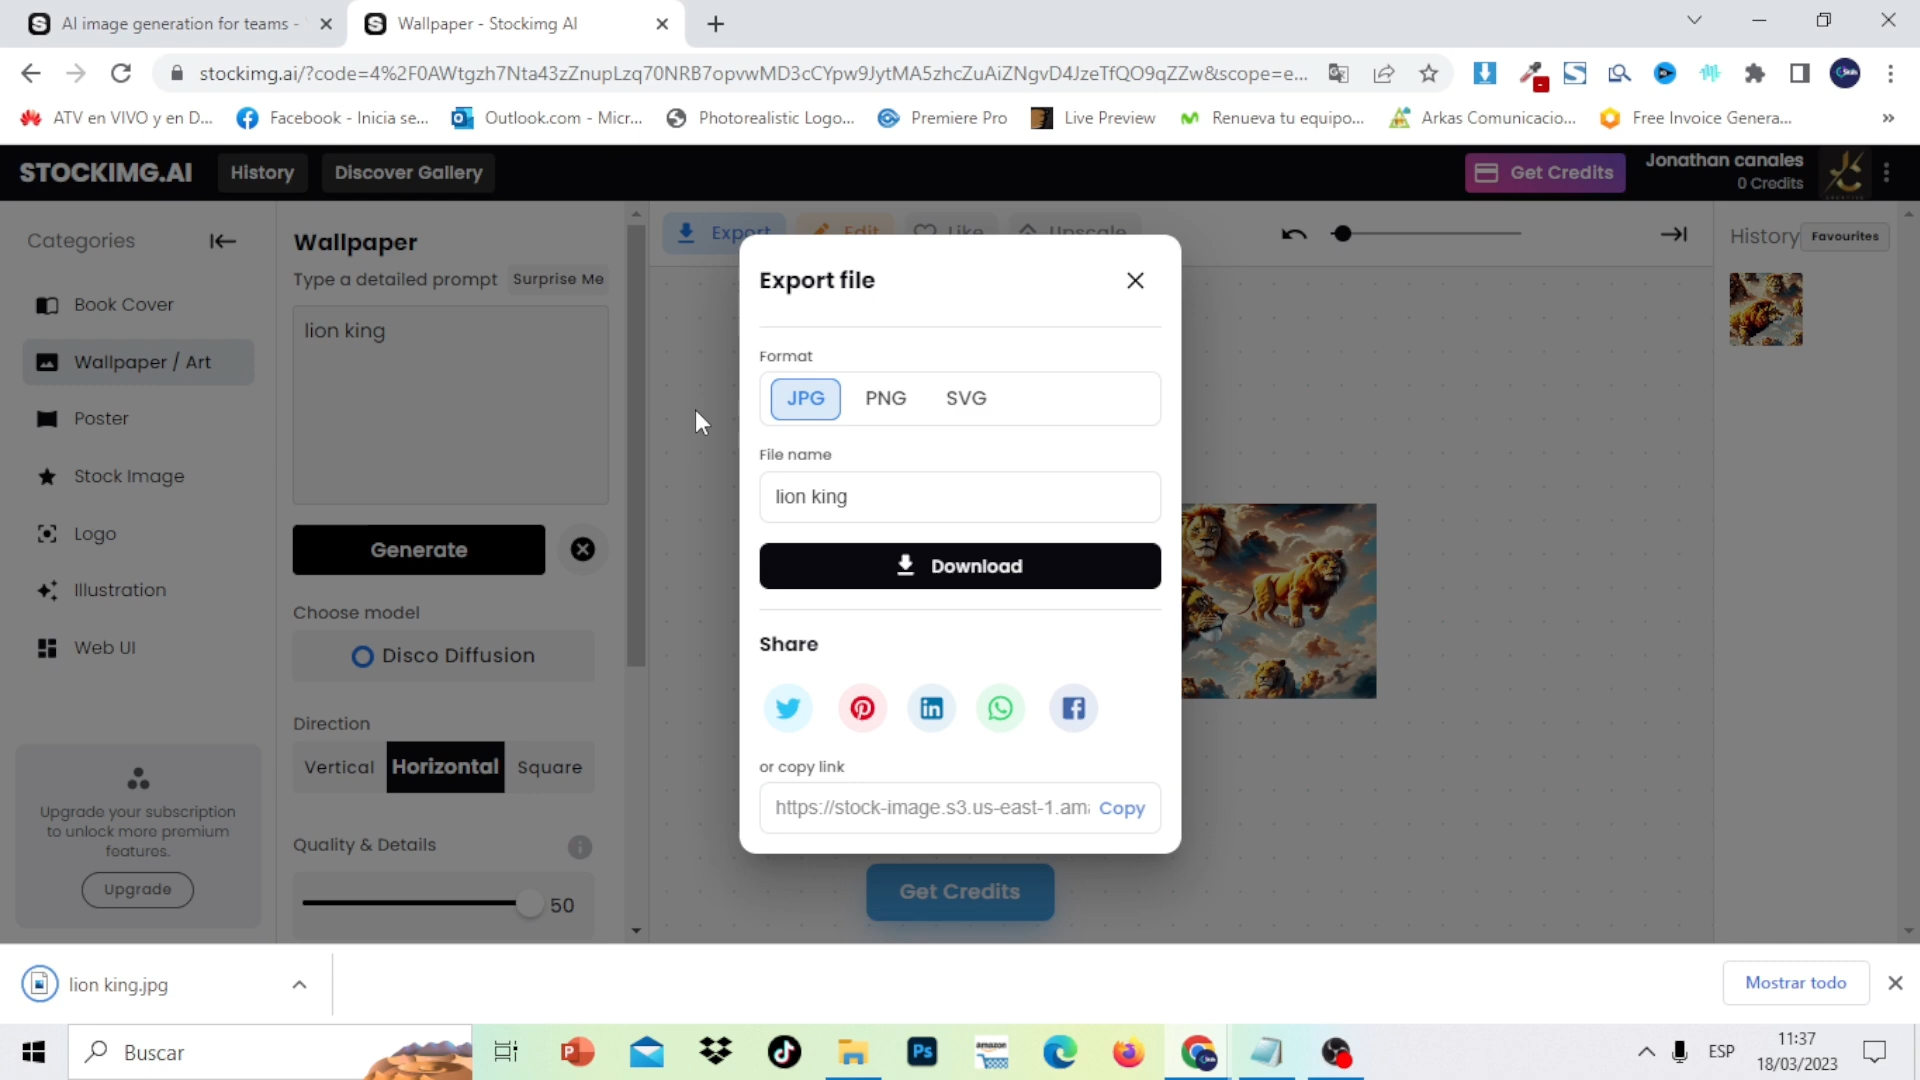 AI image generation for teams -
Wallpaper - Stockimg AI
stockimg.ai/?code=4%2F0AWtgzh7Nta43zZnupLzq70NRB7opvwMD3cCYpw9JytMA5zhcZuAiZNgvD4JzeTfQO9qZZw&scope=e...
ATV en VIVO y en D...
Facebook - Inicia se...
Outlook.com - Micr...
Photorealistic Logo...
Premiere Pro
Live Preview
Renueva tu equipo...
Arkas Comunicacio...
Free Invoice Genera...
»
STOCKIMG.AI
History
Discover Gallery
Get Credits
Jonathan canales
0 Credits
Categories
Book Cover
Wallpaper / Art
Poster
Stock Image
Logo
Illustration
Web UI
Upgrade your subscription
to unlock more premium
features.
Upgrade
Wallpaper
Type a detailed prompt
Surprise Me
lion king
Generate
Choose model
Disco Diffusion
Direction
Vertical
Horizontal
Square
Quality & Details
50
Export
Edit
Like
Upscale
History
Favourites
Export file
Format
JPG
PNG
SVG
File name
lion king
Download
Share
or copy link
https://stock-image.s3.us-east-1.ama
Copy
Get Credits
lion king.jpg
Mostrar todo
Buscar
Ps
amazon
ESP
11:37
18/03/2023